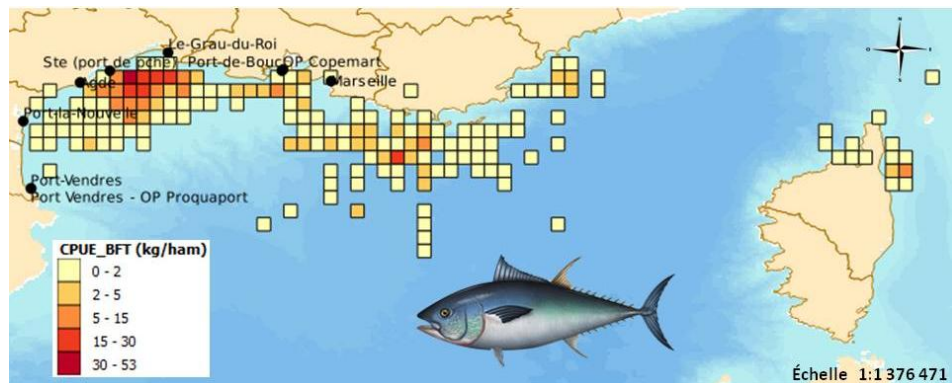 Le-Grau-du-Roi
Ste (port de pche)
Port-de-Bouc
OP Copemart
Agde
Marseille
Port-la-Nouvelle
Port-Vendres
Port Vendres - OP Proquaport
CPUE_BFT (kg/ham)
0 - 2
2 - 5
5 - 15
15 - 30
30 - 53
N
O
E
S
Échelle 1:1 376 471